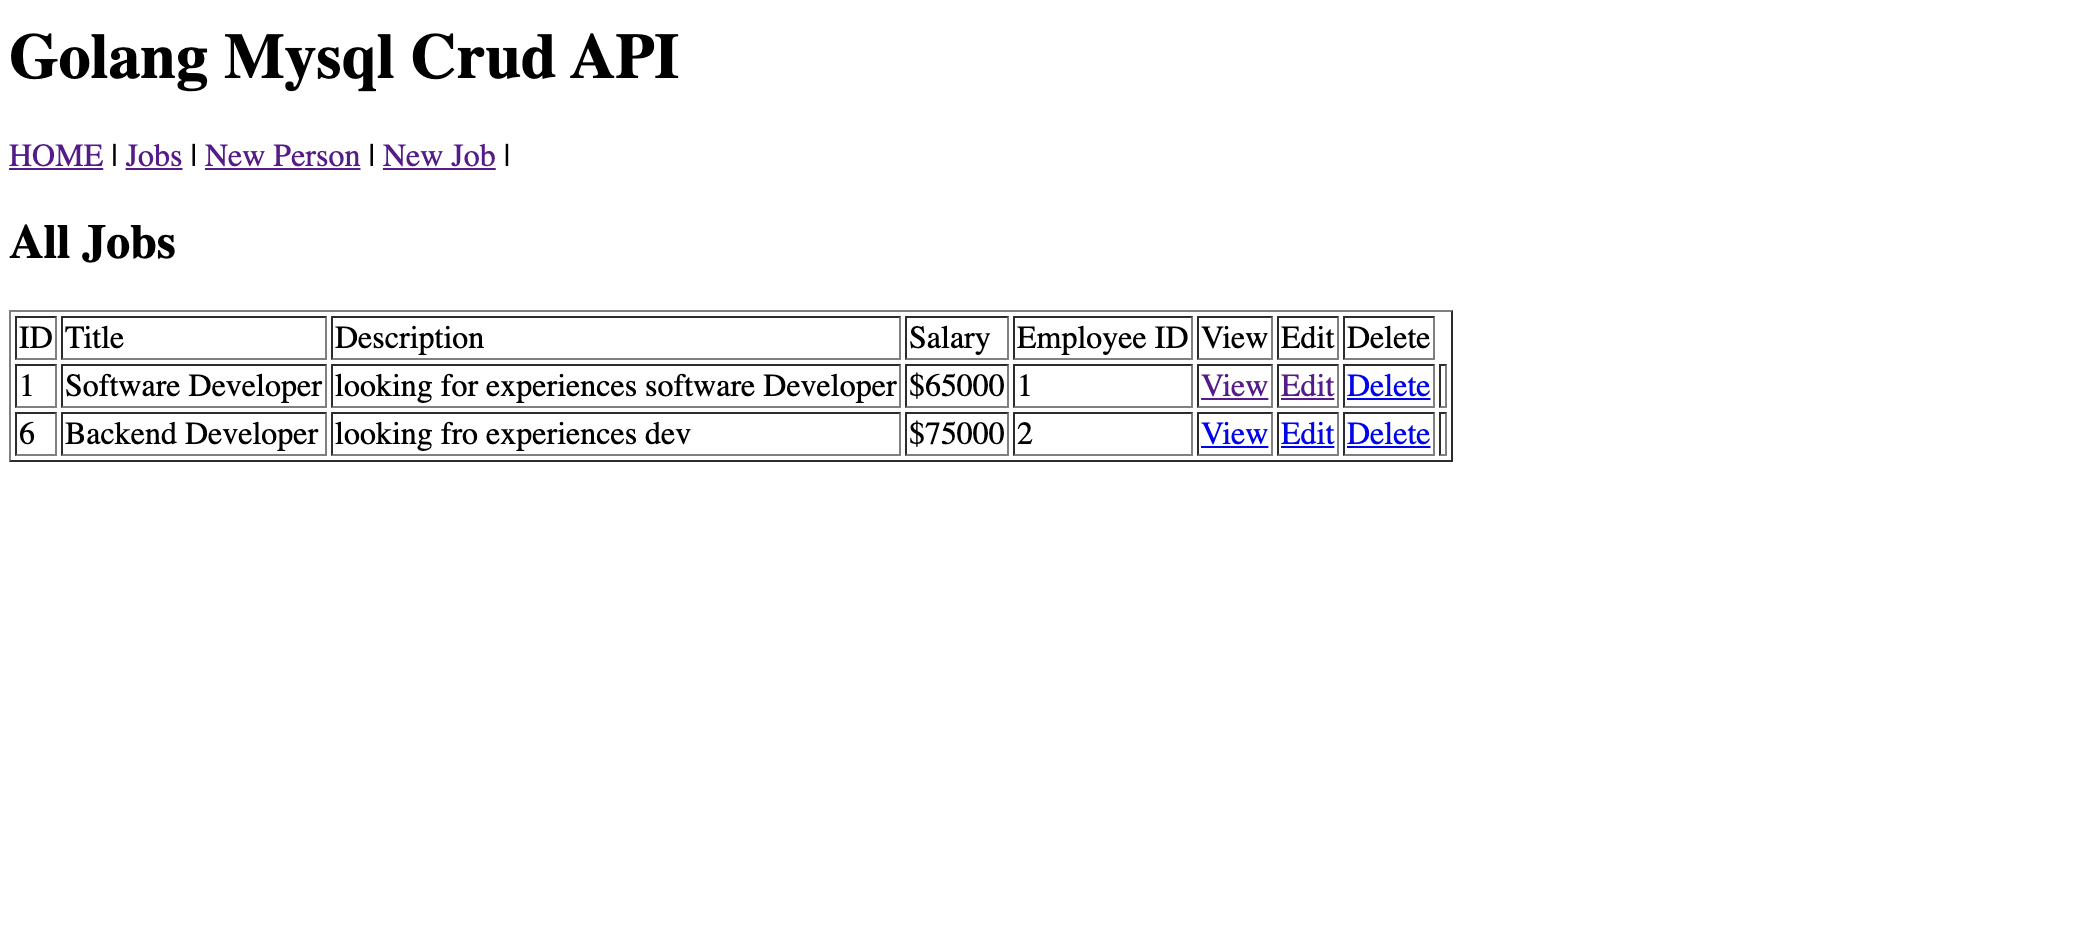 Golang Mysql Crud API
HOME | Jobs | New Person | New Job |
All Jobs
ID Title Description Salary Employee ID View Edit Delete
1 Software Developer looking for experiences software Developer $65000 1 View Edit Delete
6 Backend Developer looking fro experiences dev $75000 2 View Edit Delete